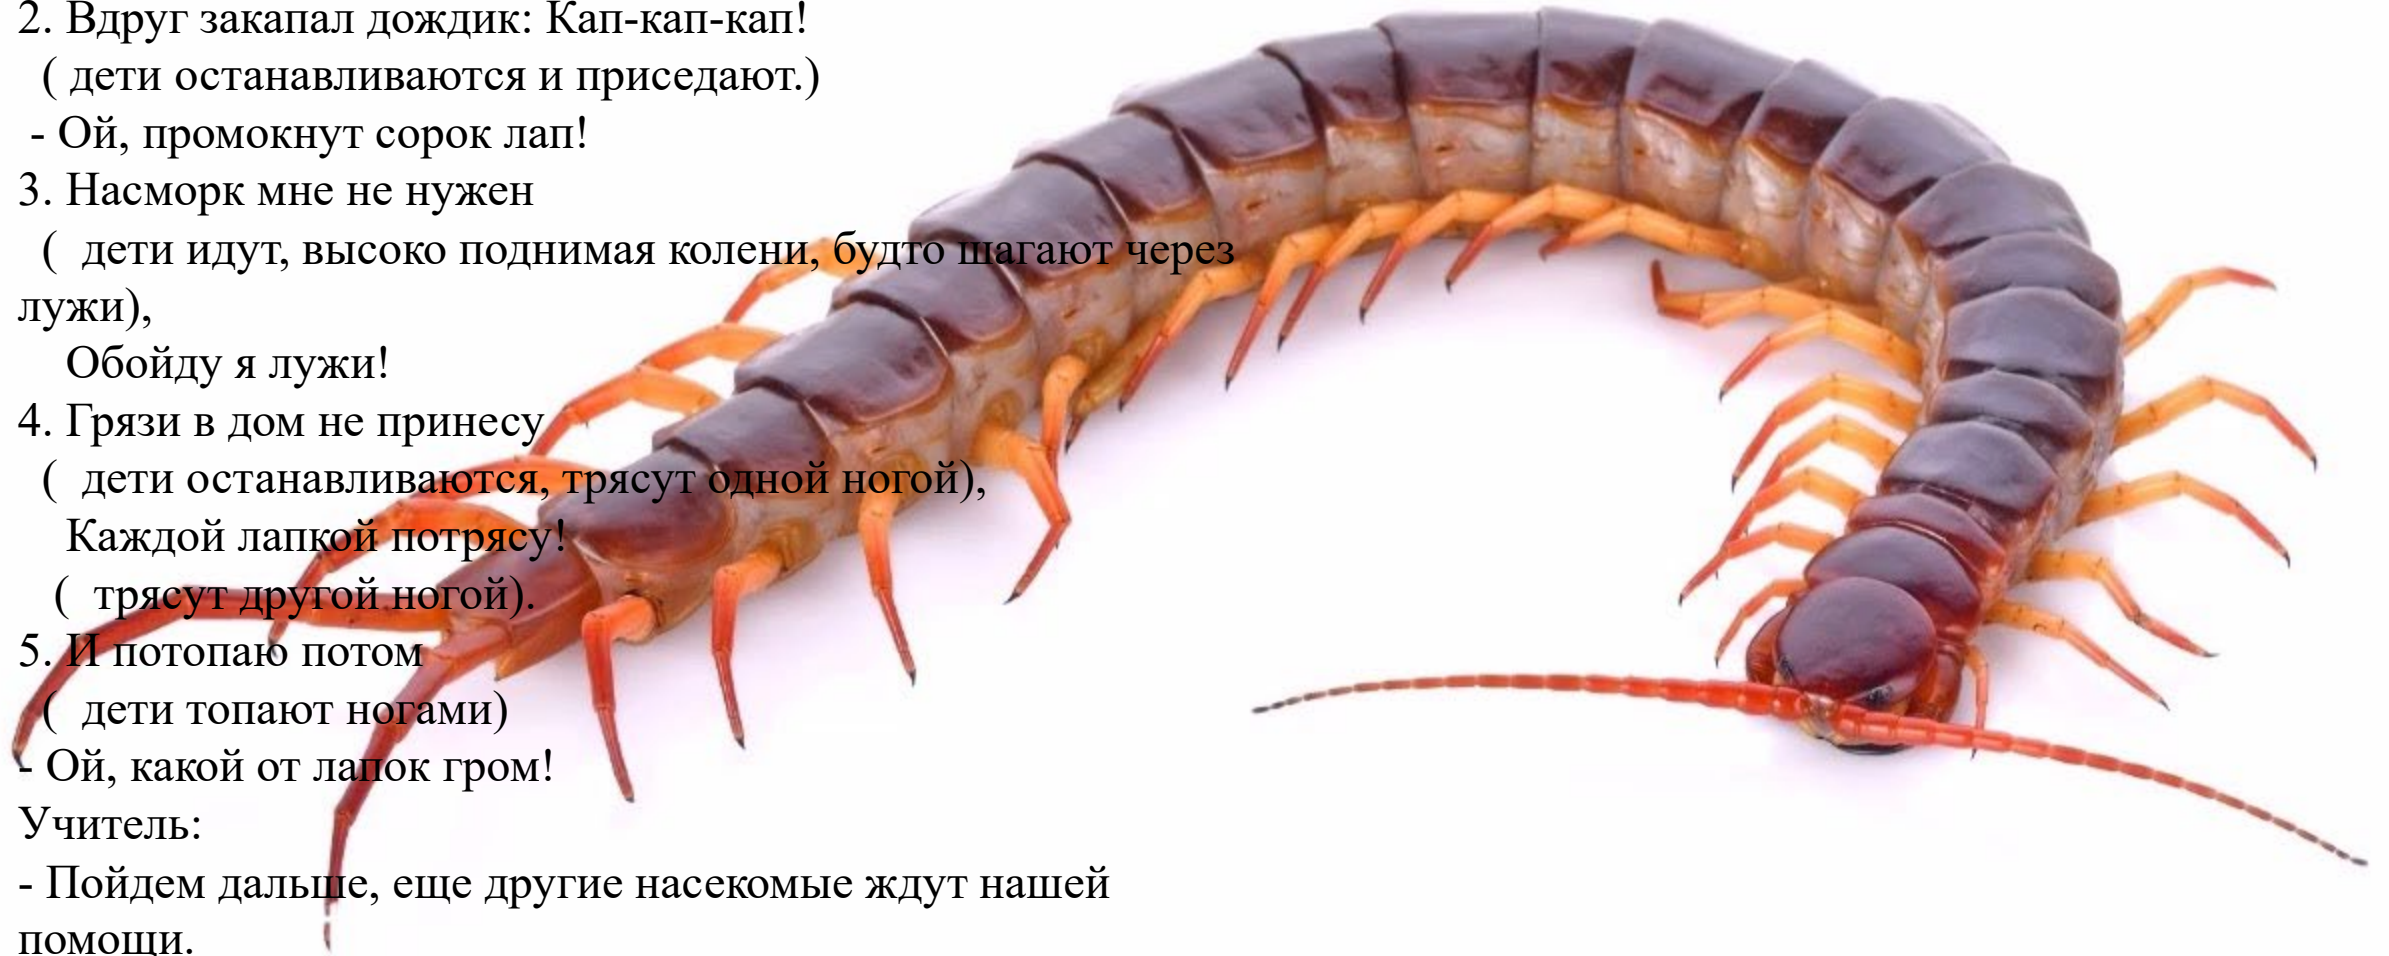 2. Вдруг закапал дождик: Кап-кап-кап!
( дети останавливаются и приседают.)
- Ой, промокнут сорок лап!
3. Насморк мне не нужен
( дети идут, высоко поднимая колени, будто шагают через
лужи),
Обойду я лужи!
4. Грязи в дом не принесу
( дети останавливаются, трясут одной ногой),
Каждой лапкой потрясу!
( трясут другой ногой).
5. И потопаю потом
( дети топают ногами)
- Ой, какой от лапок гром!
Учитель:
- Пойдем дальше, еще другие насекомые ждут нашей
помощи.